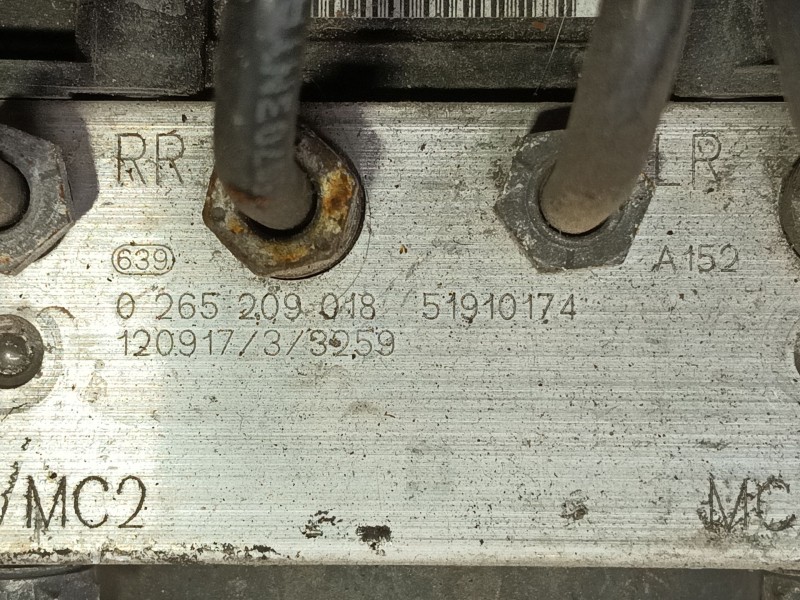 RR LR
639 A152
0 265 209 018 51910174
120917/3/3259
/MC2 MC